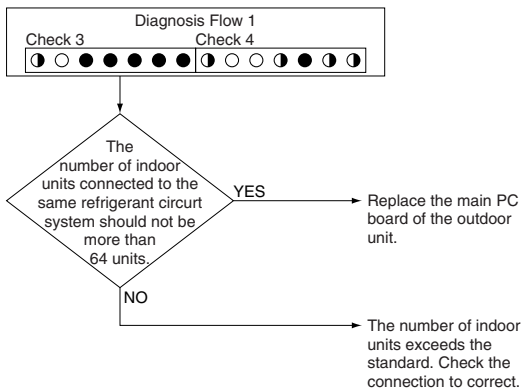 Diagnosis Flow 1
Check 3 Check 4
The
number of indoor
units connected to the
same refrigerant circurt
system should not be
more than
64 units.
YES
Replace the main PC
board of the outdoor
unit.
NO
The number of indoor
units exceeds the
standard. Check the
connection to correct.